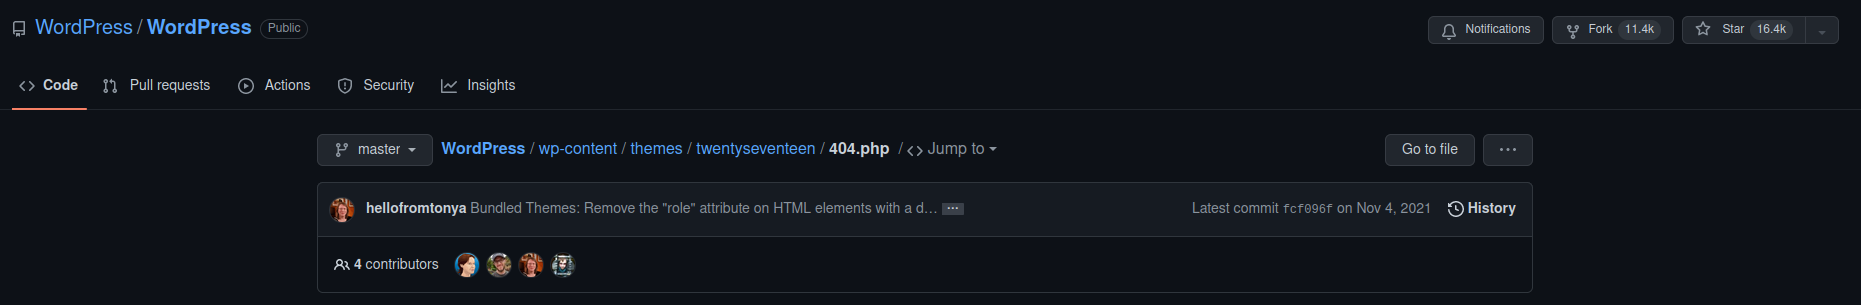 WordPress / WordPress Public Notifications Fork 11.4k Star 16.4k
Code Pull requests Actions Security Insights
master WordPress / wp-content / themes / twentyseventeen / 404.php / <> Jump to Go to file ...
hellofromtonya Bundled Themes: Remove the "role" attribute on HTML elements with a d… ... Latest commit fcf096f on Nov 4, 2021 History
4 contributors